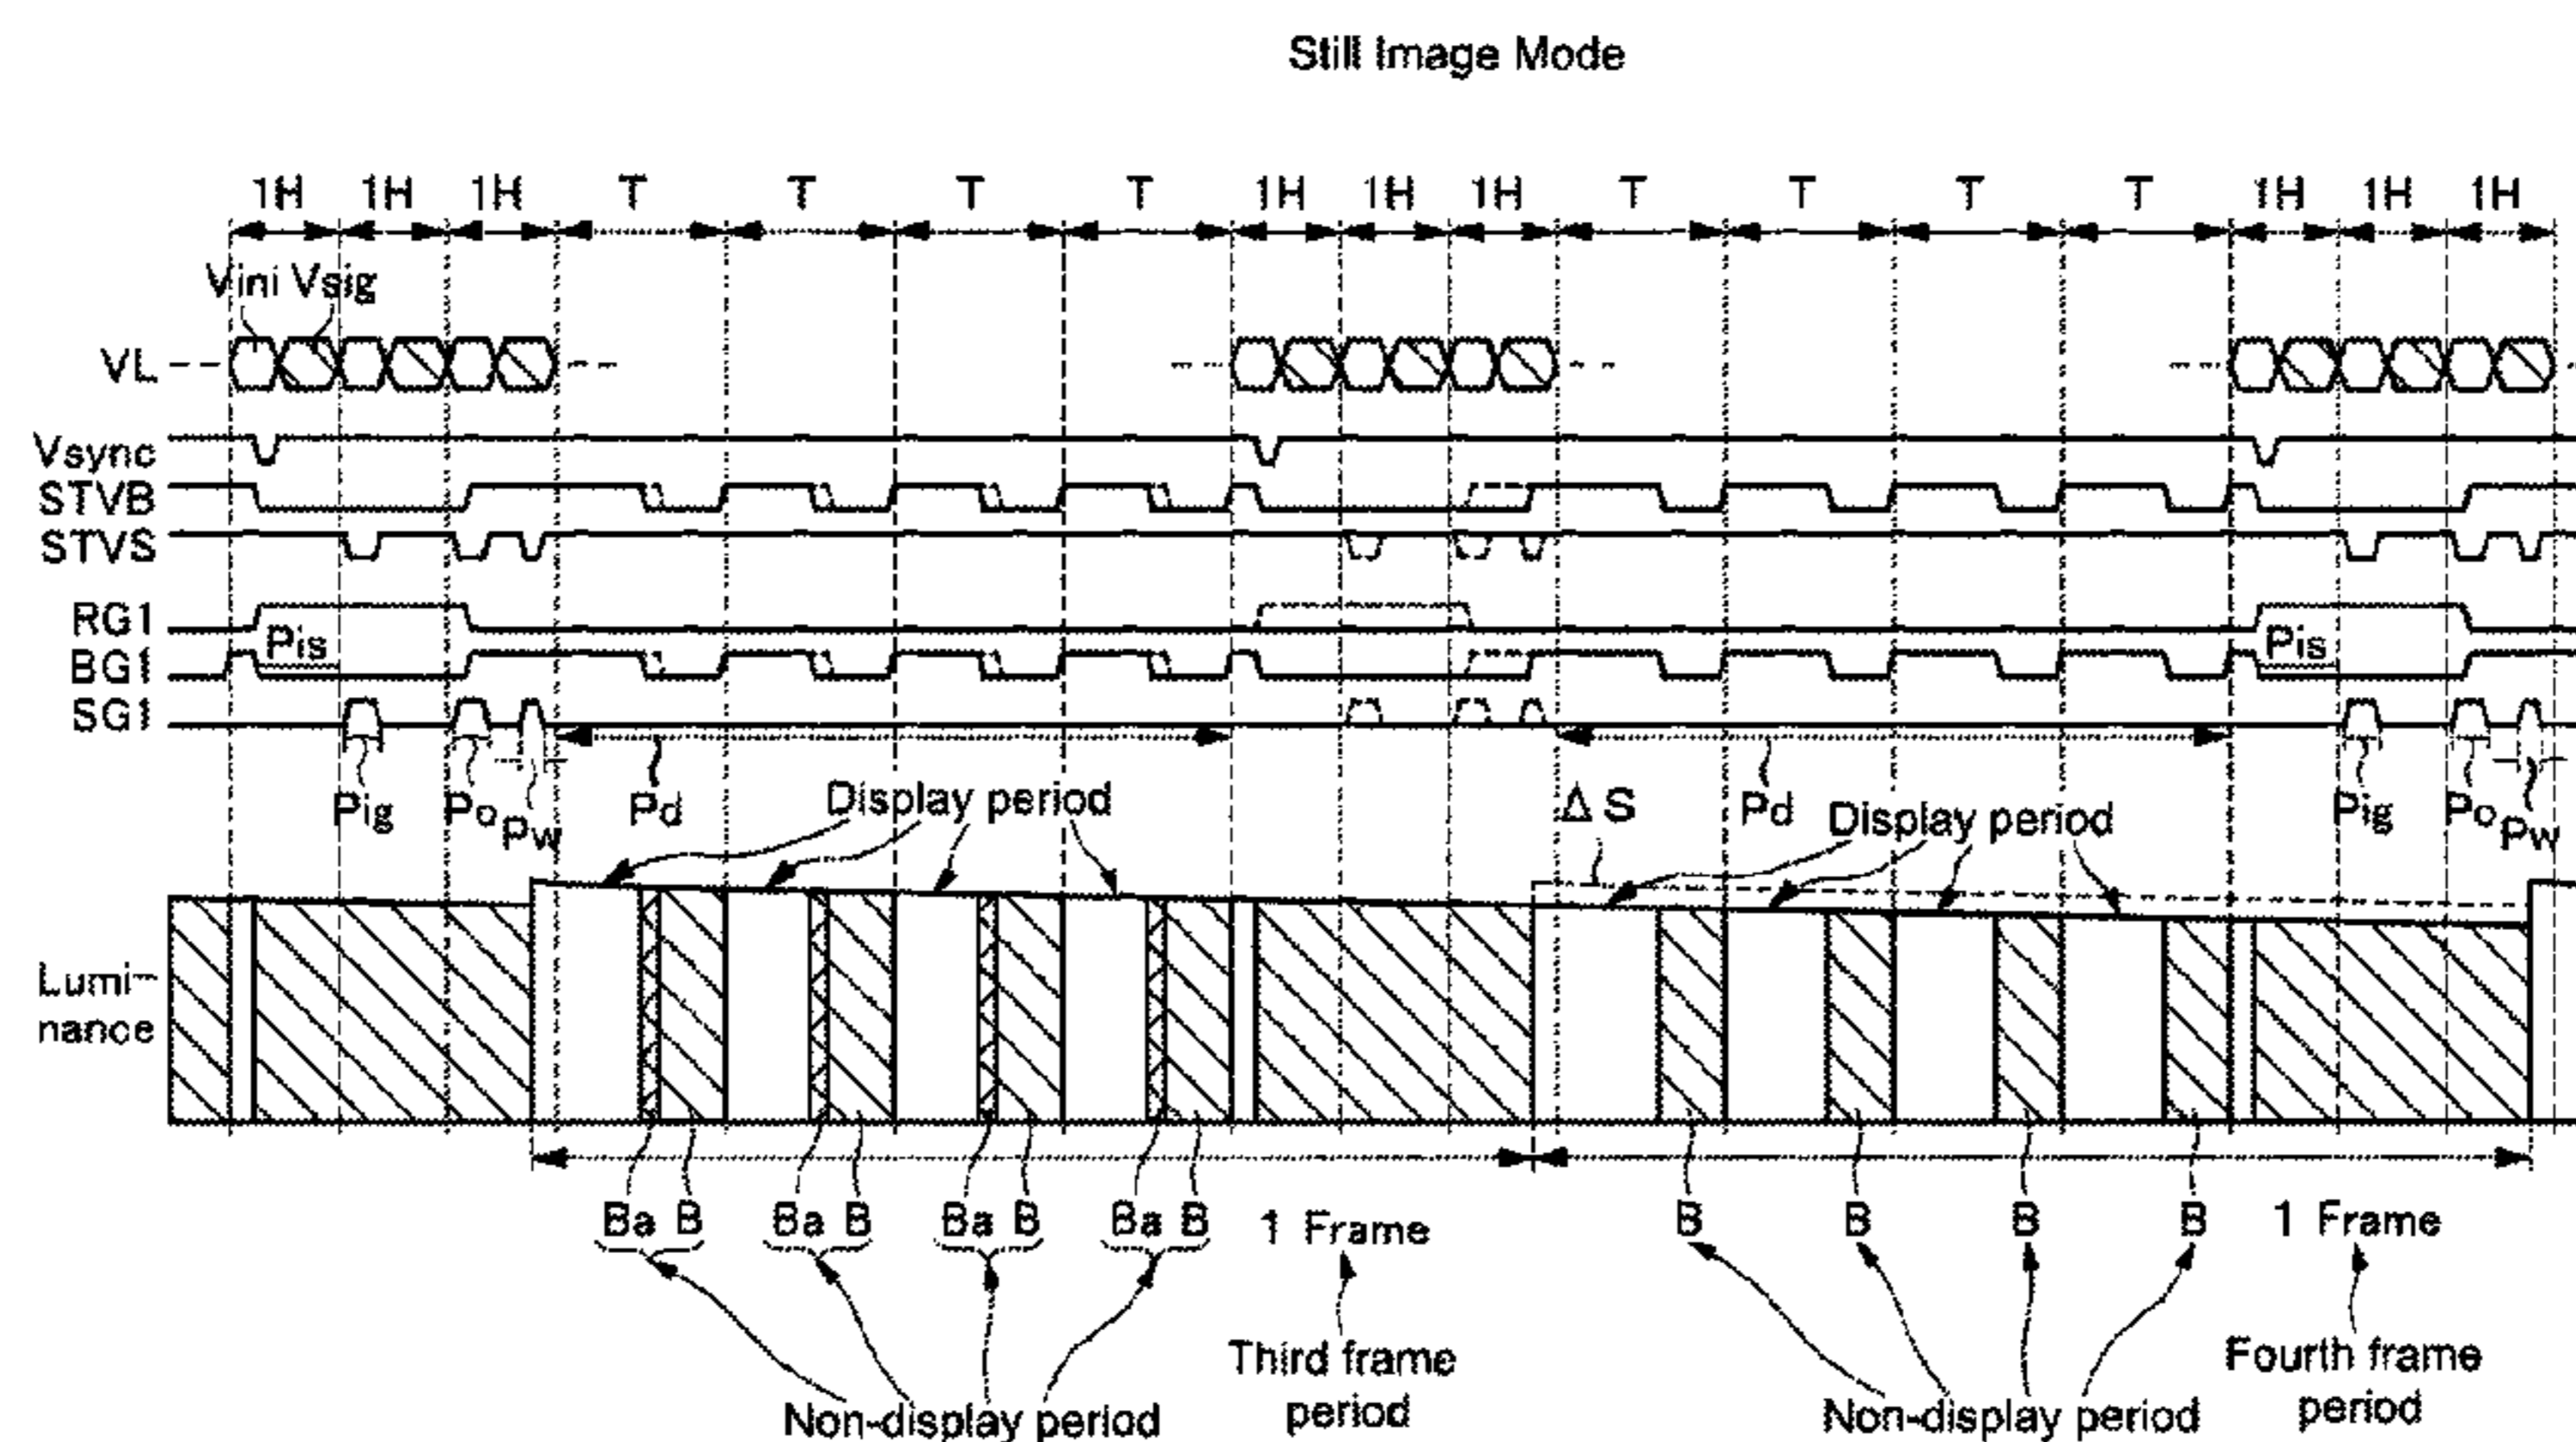 Still Image Mode
1H 1H 1H T T T T 1H 1H 1H T T T T 1H 1H 1H
Vini Vsig
VL
Vsync
STVB
STVS
RG1
Pis Pis
BG1
SG1
Pig Po Pw Pd Display period ΔS Pd Display period Pig Po Pw
Lumi-
nance
Ba B Ba B Ba B Ba B 1 Frame B B B B 1 Frame
Third frame
period
Fourth frame
period
Non-display period Non-display period